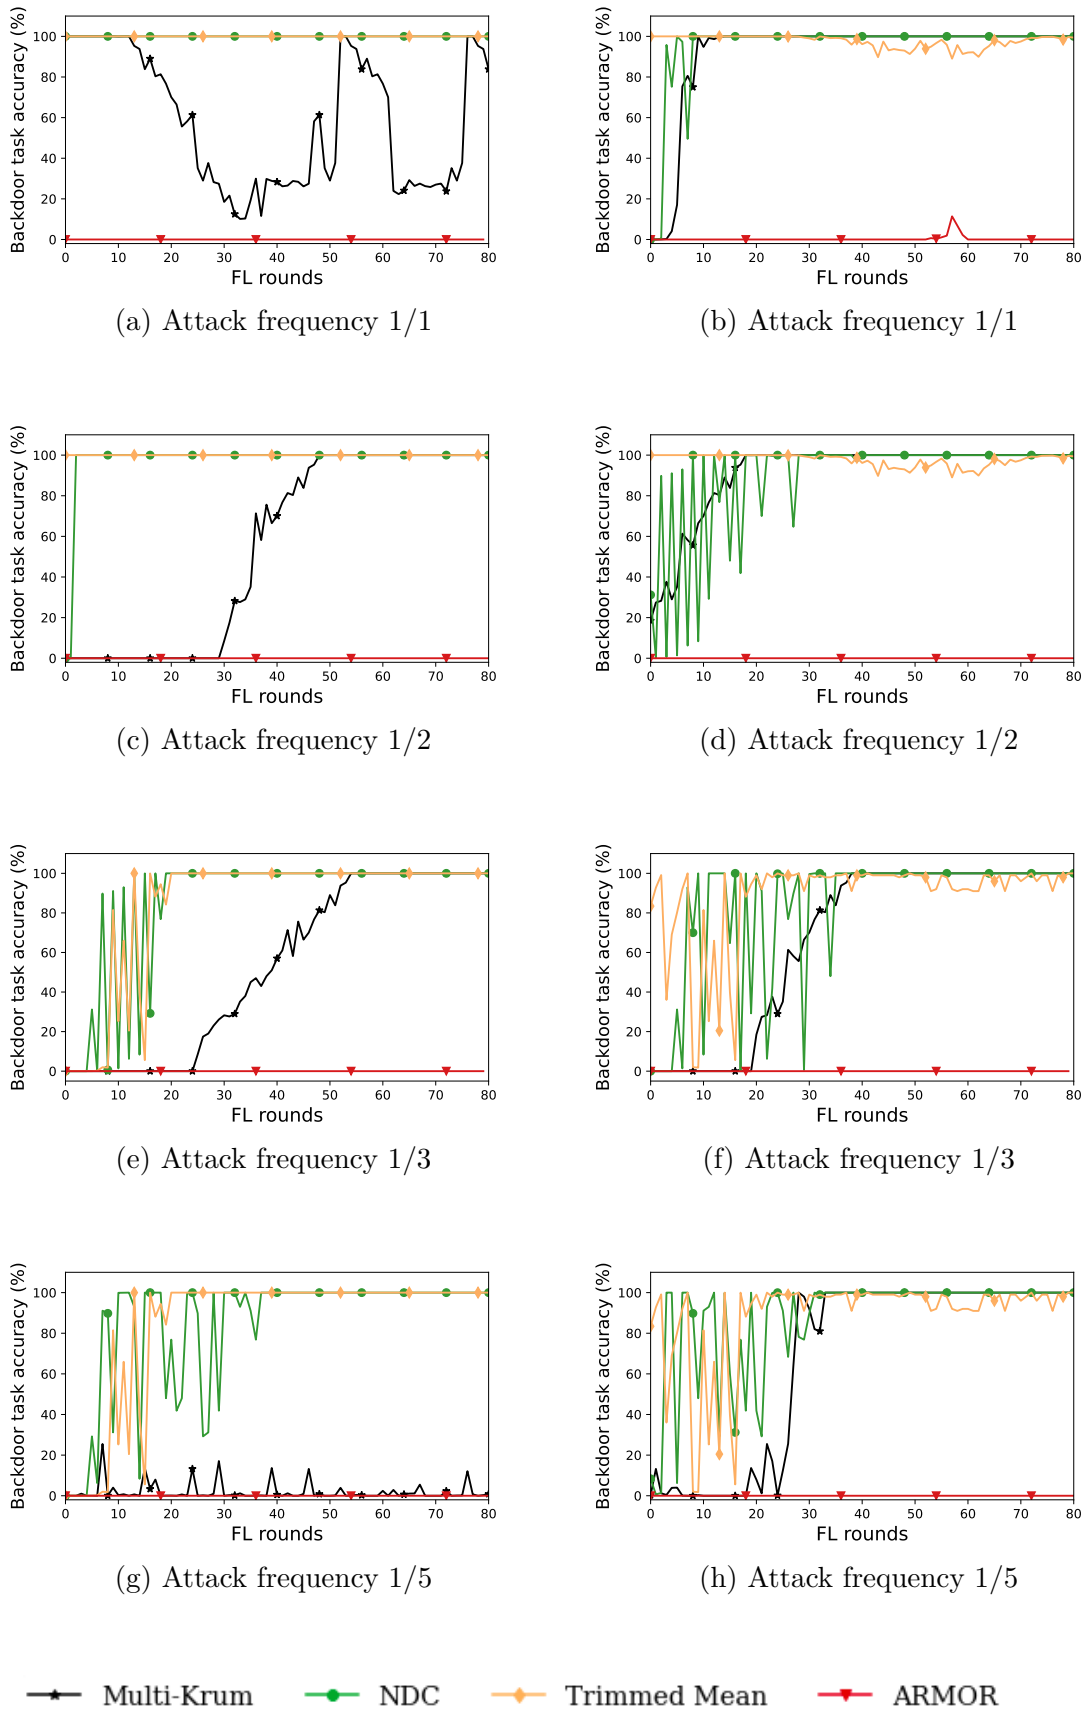 Backdoor task accuracy (%)
100
80
60
40
20
0
0 10 20 30 40 50 60 70 80
FL rounds
(a) Attack frequency 1/1
Backdoor task accuracy (%)
100
80
60
40
20
0
0 10 20 30 40 50 60 70 80
FL rounds
(b) Attack frequency 1/1
Backdoor task accuracy (%)
100
80
60
40
20
0
0 10 20 30 40 50 60 70 80
FL rounds
(c) Attack frequency 1/2
Backdoor task accuracy (%)
100
80
60
40
20
0
0 10 20 30 40 50 60 70 80
FL rounds
(d) Attack frequency 1/2
Backdoor task accuracy (%)
100
80
60
40
20
0
0 10 20 30 40 50 60 70 80
FL rounds
(e) Attack frequency 1/3
Backdoor task accuracy (%)
100
80
60
40
20
0
0 10 20 30 40 50 60 70 80
FL rounds
(f) Attack frequency 1/3
Backdoor task accuracy (%)
100
80
60
40
20
0
0 10 20 30 40 50 60 70 80
FL rounds
(g) Attack frequency 1/5
Backdoor task accuracy (%)
100
80
60
40
20
0
0 10 20 30 40 50 60 70 80
FL rounds
(h) Attack frequency 1/5
Multi-Krum NDC Trimmed Mean ARMOR